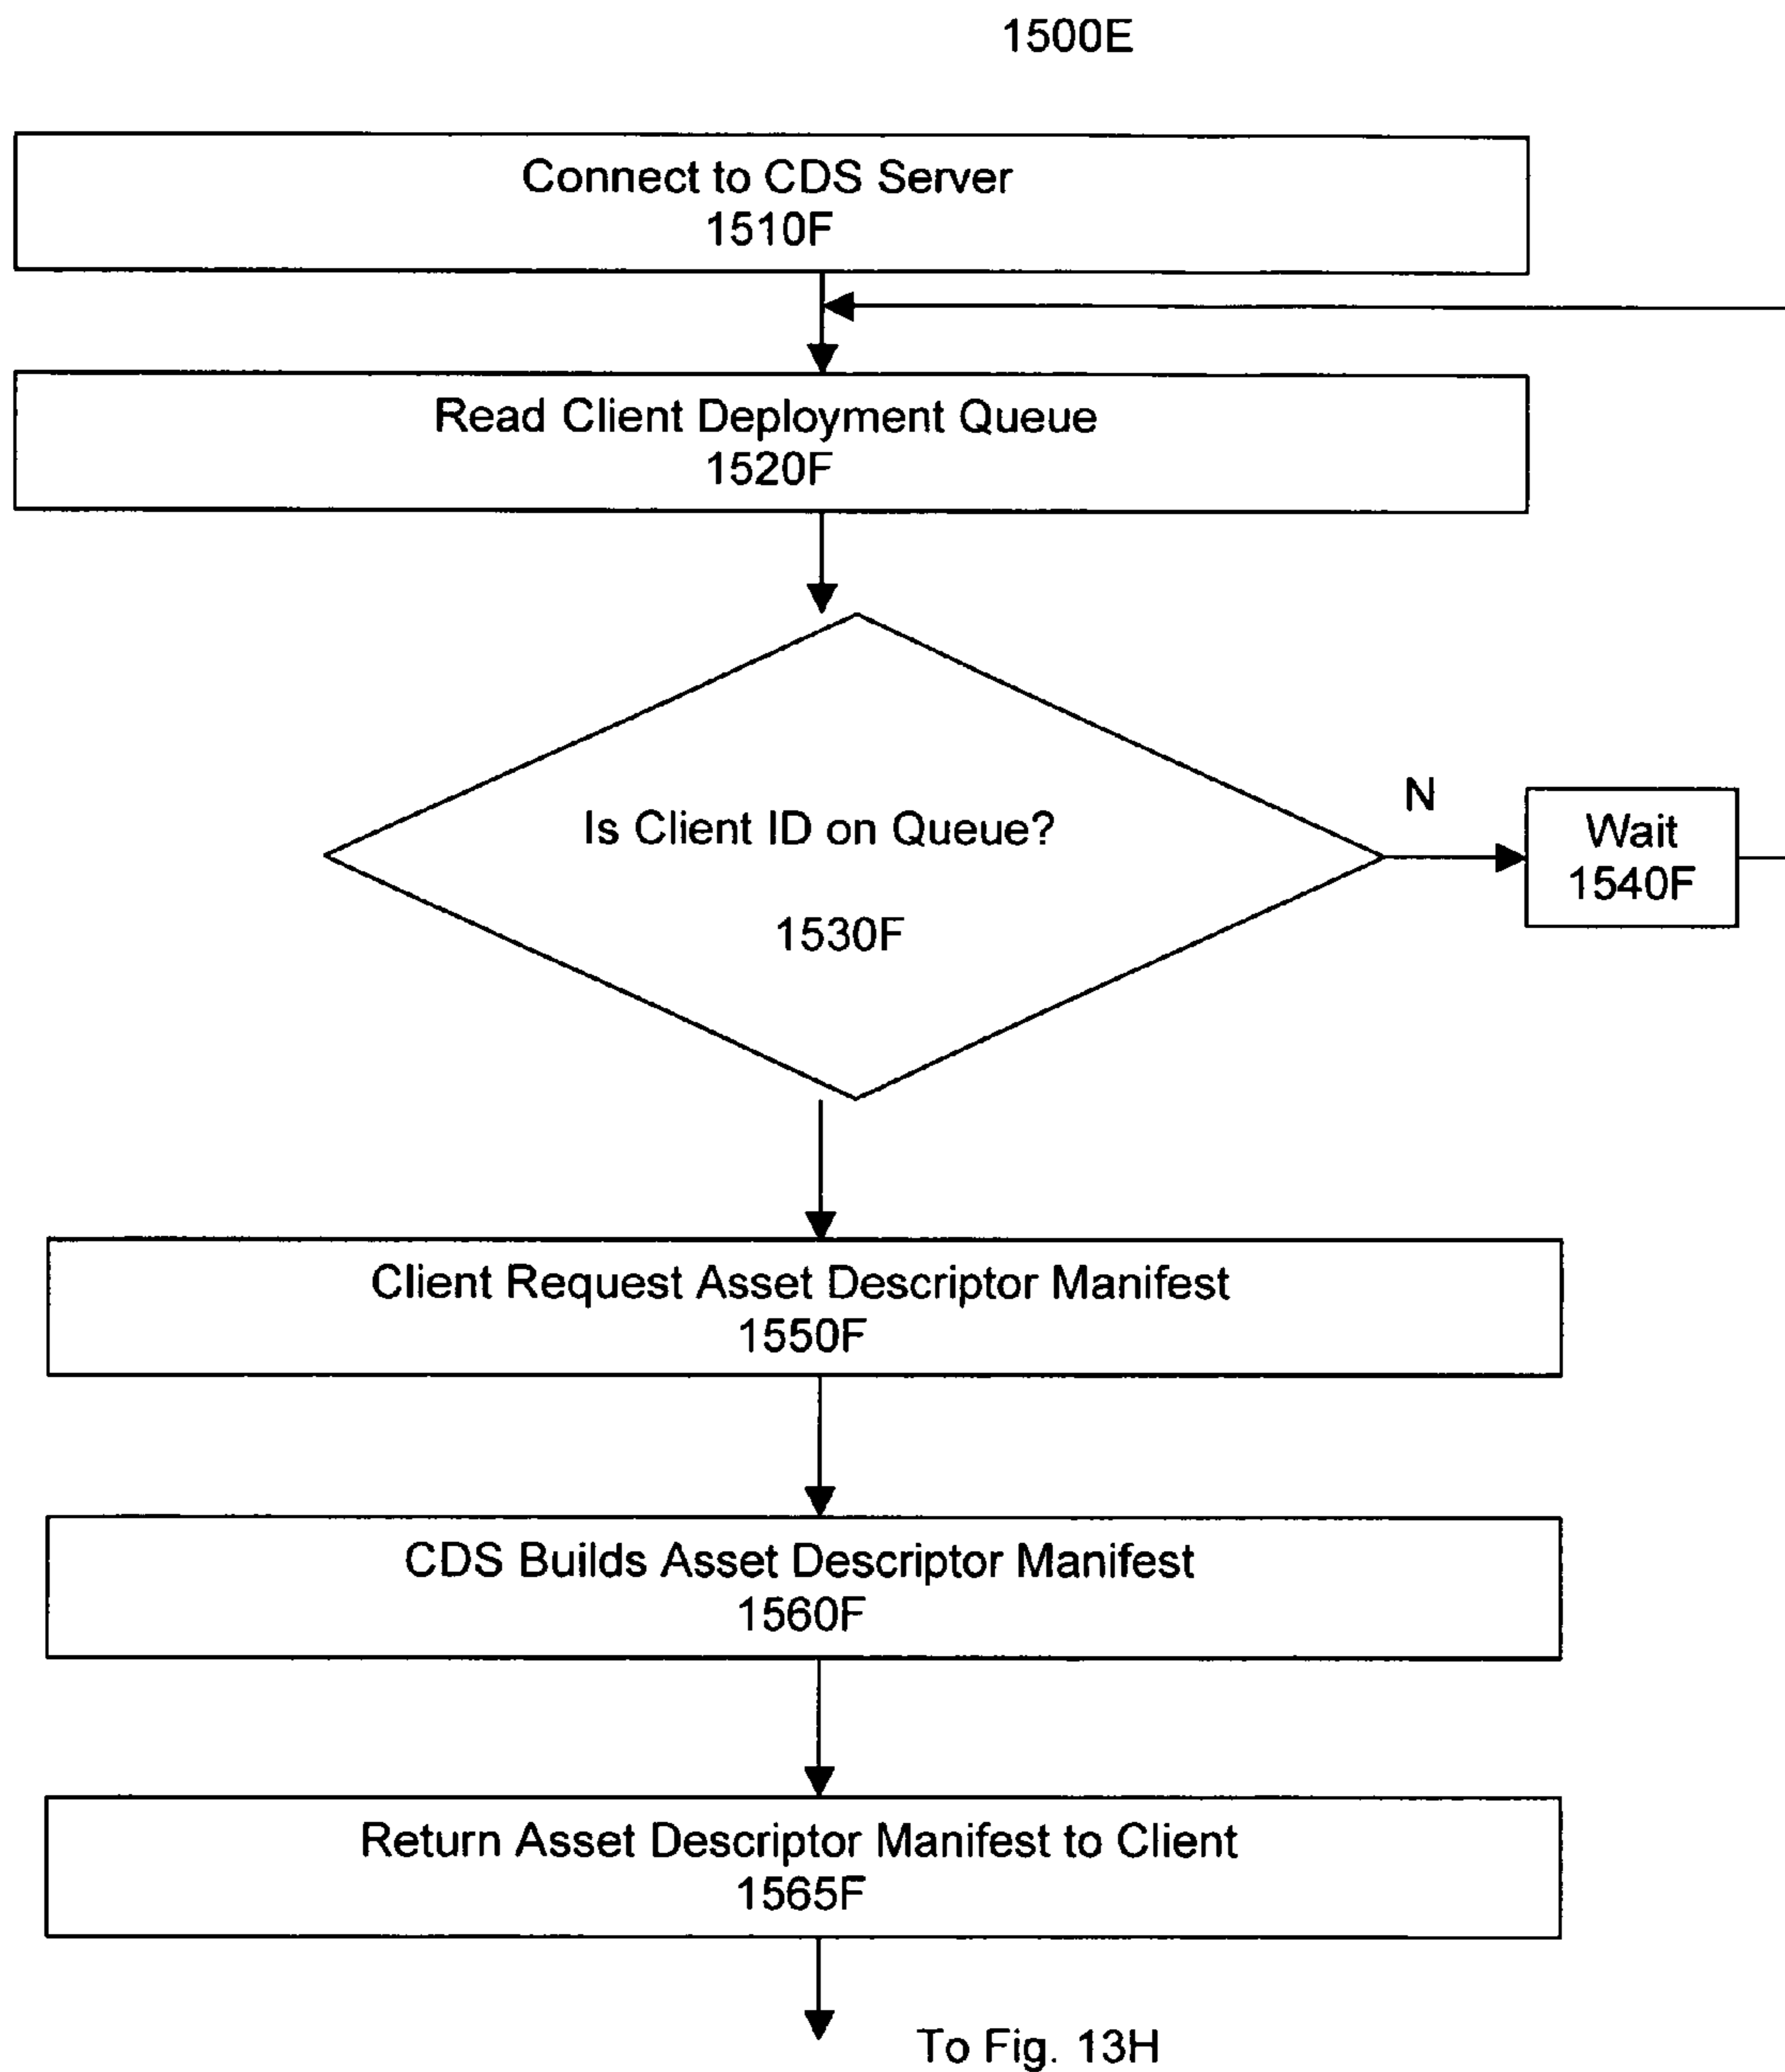 1500E
Connect to CDS Server
1510F
Read Client Deployment Queue
1520F
Is Client ID on Queue?
1530F
N
Wait
1540F
Client Request Asset Descriptor Manifest
1550F
CDS Builds Asset Descriptor Manifest
1560F
Return Asset Descriptor Manifest to Client
1565F
To Fig. 13H